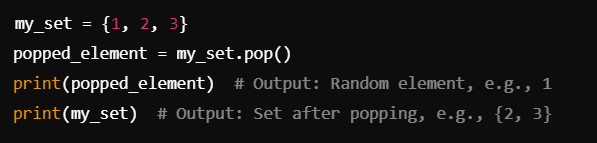 my_set = {1, 2, 3}
popped_element = my_set.pop()
print(popped_element)  # Output: Random element, e.g., 1
print(my_set)  # Output: Set after popping, e.g., {2, 3}